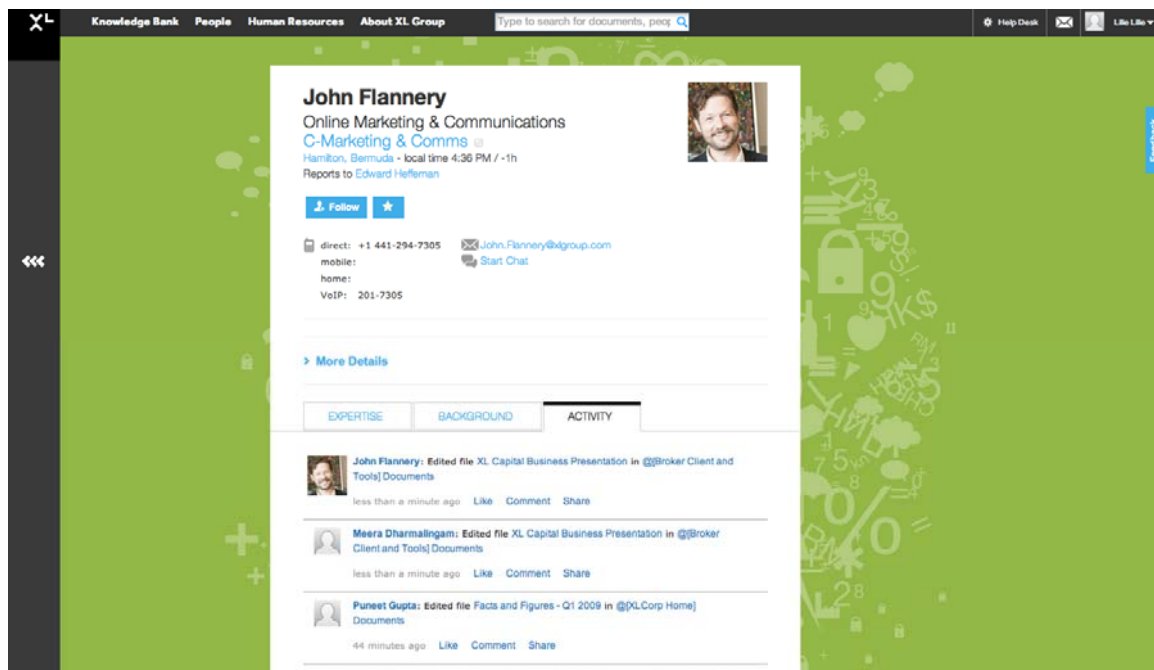 XL Knowledge Bank People Human Resources About XL Group Type to search for documents, peop Help Desk Lilie Lilie
Feedback
John Flannery
Online Marketing & Communications
C-Marketing & Comms
Hamilton, Bermuda - local time 4:36 PM / -1h
Reports to Edward Heffernan
Follow
direct: +1 441-294-7305 John.Flannery@xlgroup.com
mobile: Start Chat
home:
VoIP: 201-7305
> More Details
EXPERTISE BACKGROUND ACTIVITY
John Flannery: Edited file XL Capital Business Presentation in @[Broker Client and
Tools] Documents
less than a minute ago Like Comment Share
Meera Dharmalingam: Edited file XL Capital Business Presentation in @[Broker
Client and Tools] Documents
less than a minute ago Like Comment Share
Puneet Gupta: Edited file Facts and Figures - Q1 2009 in @[XLCorp Home]
Documents
44 minutes ago Like Comment Share